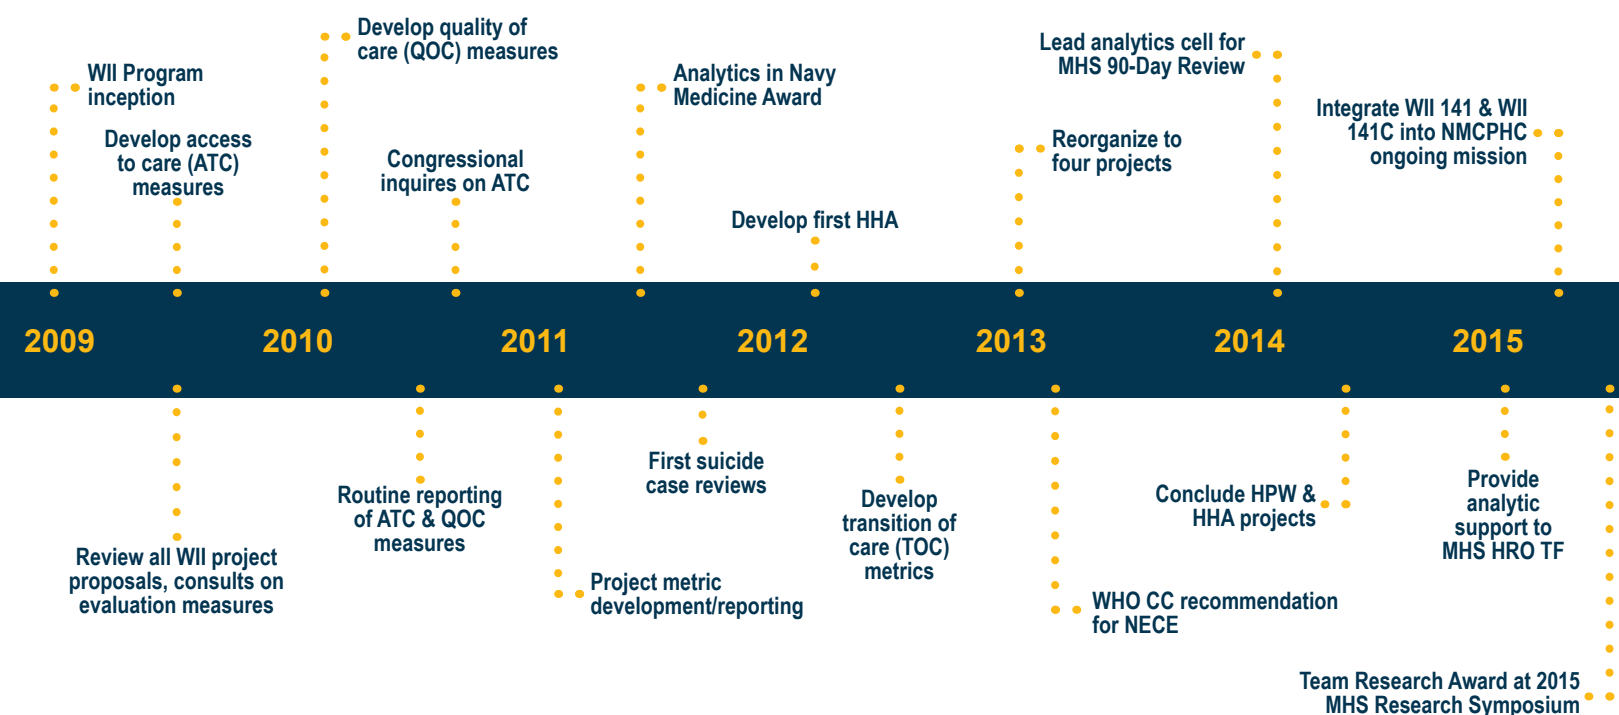 WII Program
inception
Develop access
to care (ATC)
measures
Develop quality of
care (QOC) measures
Congressional
inquires on ATC
Analytics in Navy
Medicine Award
Develop first HHA
Reorganize to
four projects
Lead analytics cell for
MHS 90-Day Review
Integrate WII 141 & WII
141C into NMCPHC
ongoing mission
2009
2010
2011
2012
2013
2014
2015
Review all WII project
proposals, consults on
evaluation measures
Routine reporting
of ATC & QOC
measures
Project metric
development/reporting
First suicide
case reviews
Develop
transition of
care (TOC)
metrics
WHO CC recommendation
for NECE
Conclude HPW &
HHA projects
Provide
analytic
support to
MHS HRO TF
Team Research Award at 2015
MHS Research Symposium